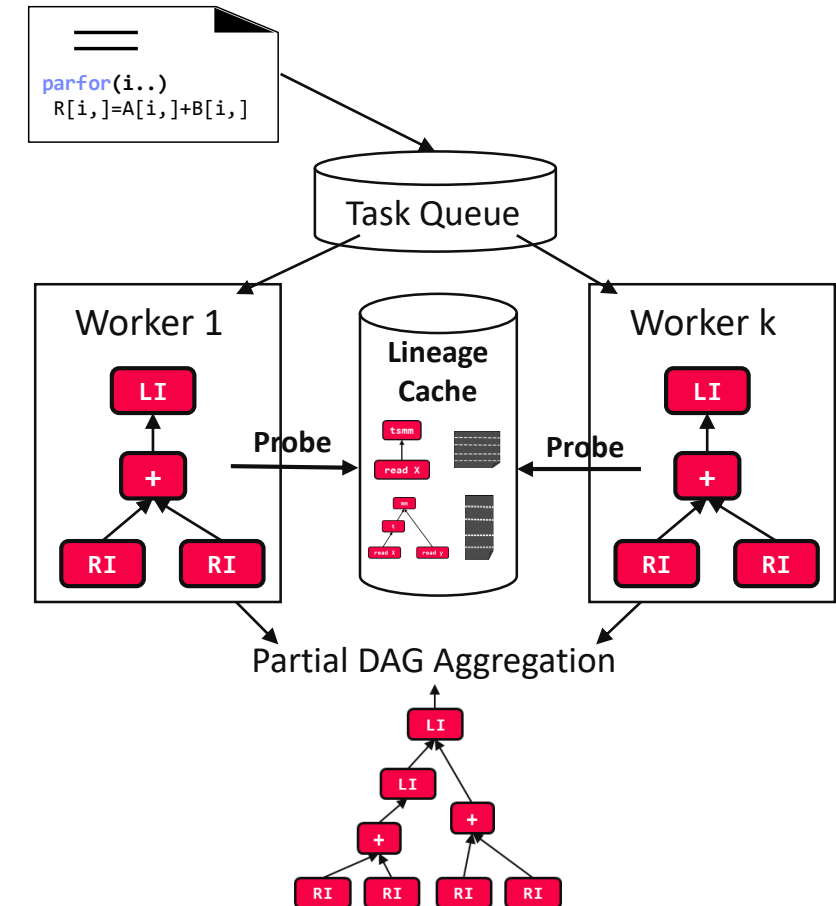 parfor(i..)
R[i,]=A[i,]+B[i,]
Task Queue
Worker 1
LI
+
RI RI
Probe
Lineage
Cache
tsmm
read X
mm
t
read X read y
Probe
Worker k
LI
+
RI RI
Partial DAG Aggregation
LI
LI
+ +
RI RI RI RI